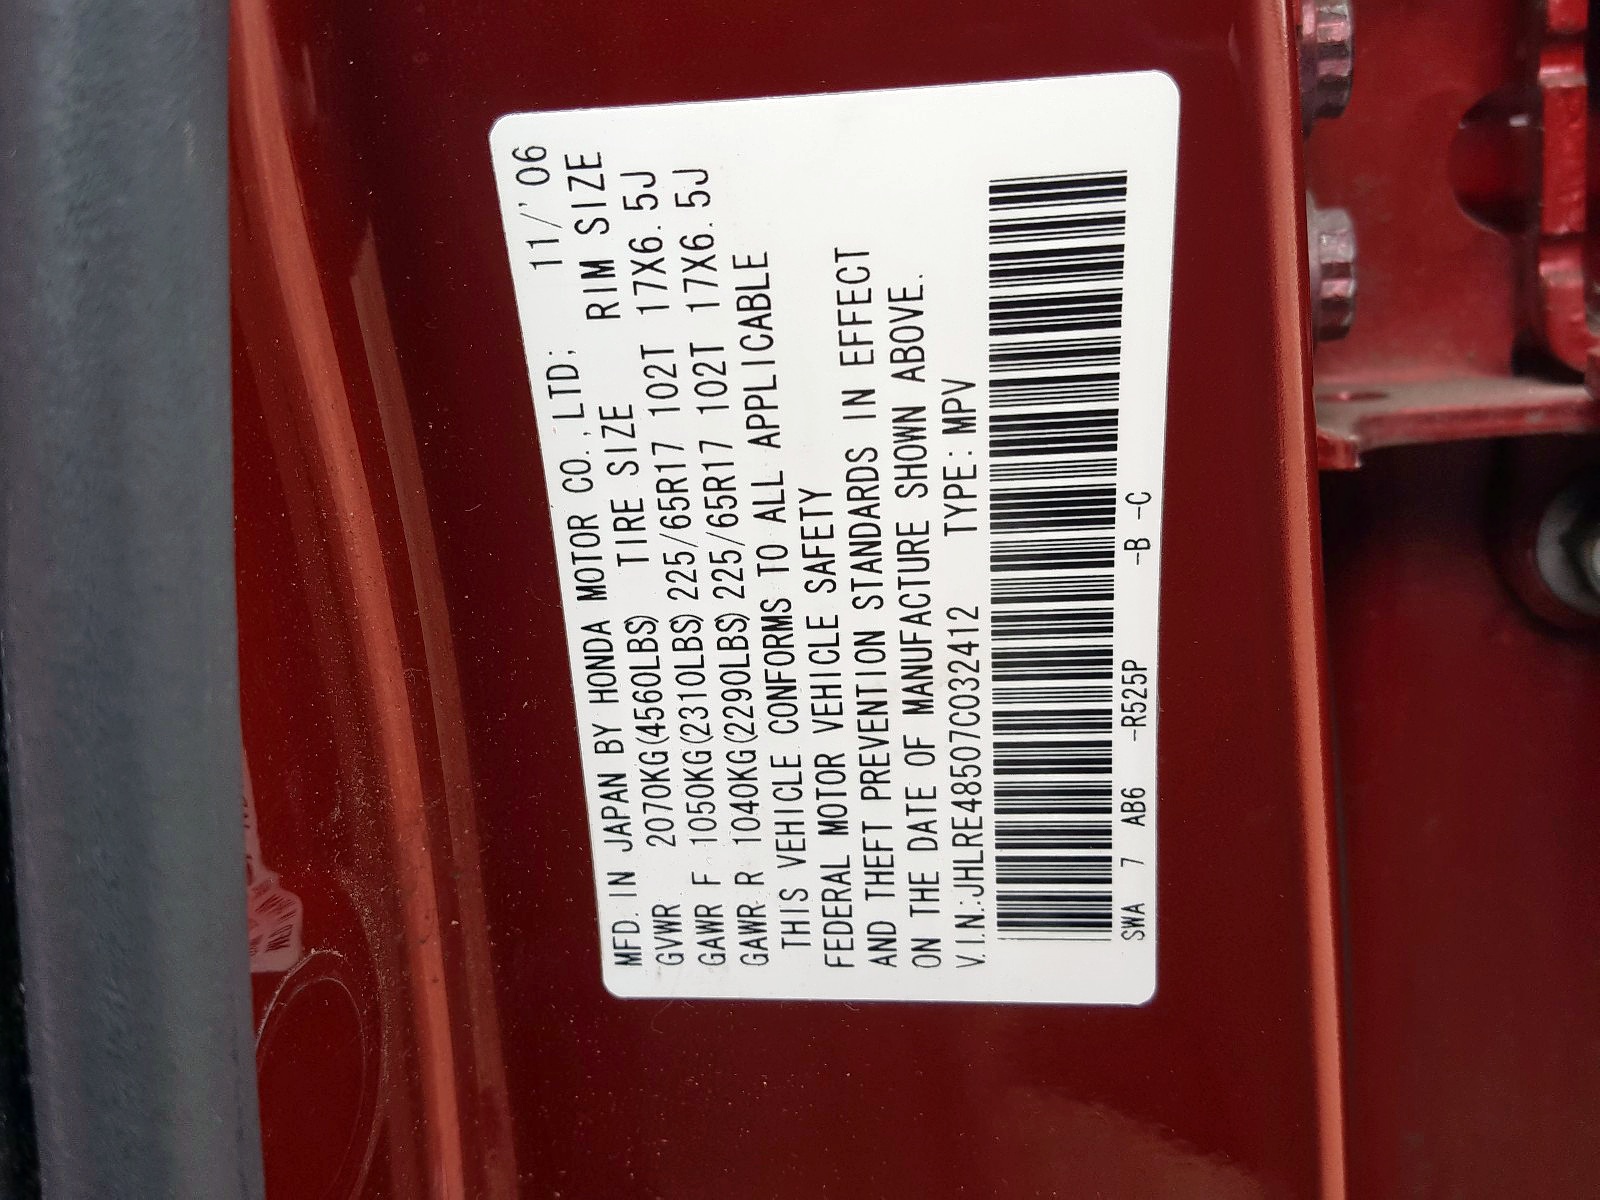 MFD. IN JAPAN BY HONDA MOTOR CO., LTD; 11/'06
GVWR 2070KG(4560LBS) TIRE SIZE RIM SIZE
GAWR F 1050KG(2310LBS) 225/65R17 102T 17X6.5J
GAWR R 1040KG(2290LBS) 225/65R17 102T 17X6.5J
THIS VEHICLE CONFORMS TO ALL APPLICABLE
FEDERAL MOTOR VEHICLE SAFETY
AND THEFT PREVENTION STANDARDS IN EFFECT
ON THE DATE OF MANUFACTURE SHOWN ABOVE.
V.I.N.:JHLRE48507C032412 TYPE:MPV
SWA 7 AB6 -R525P -B -C